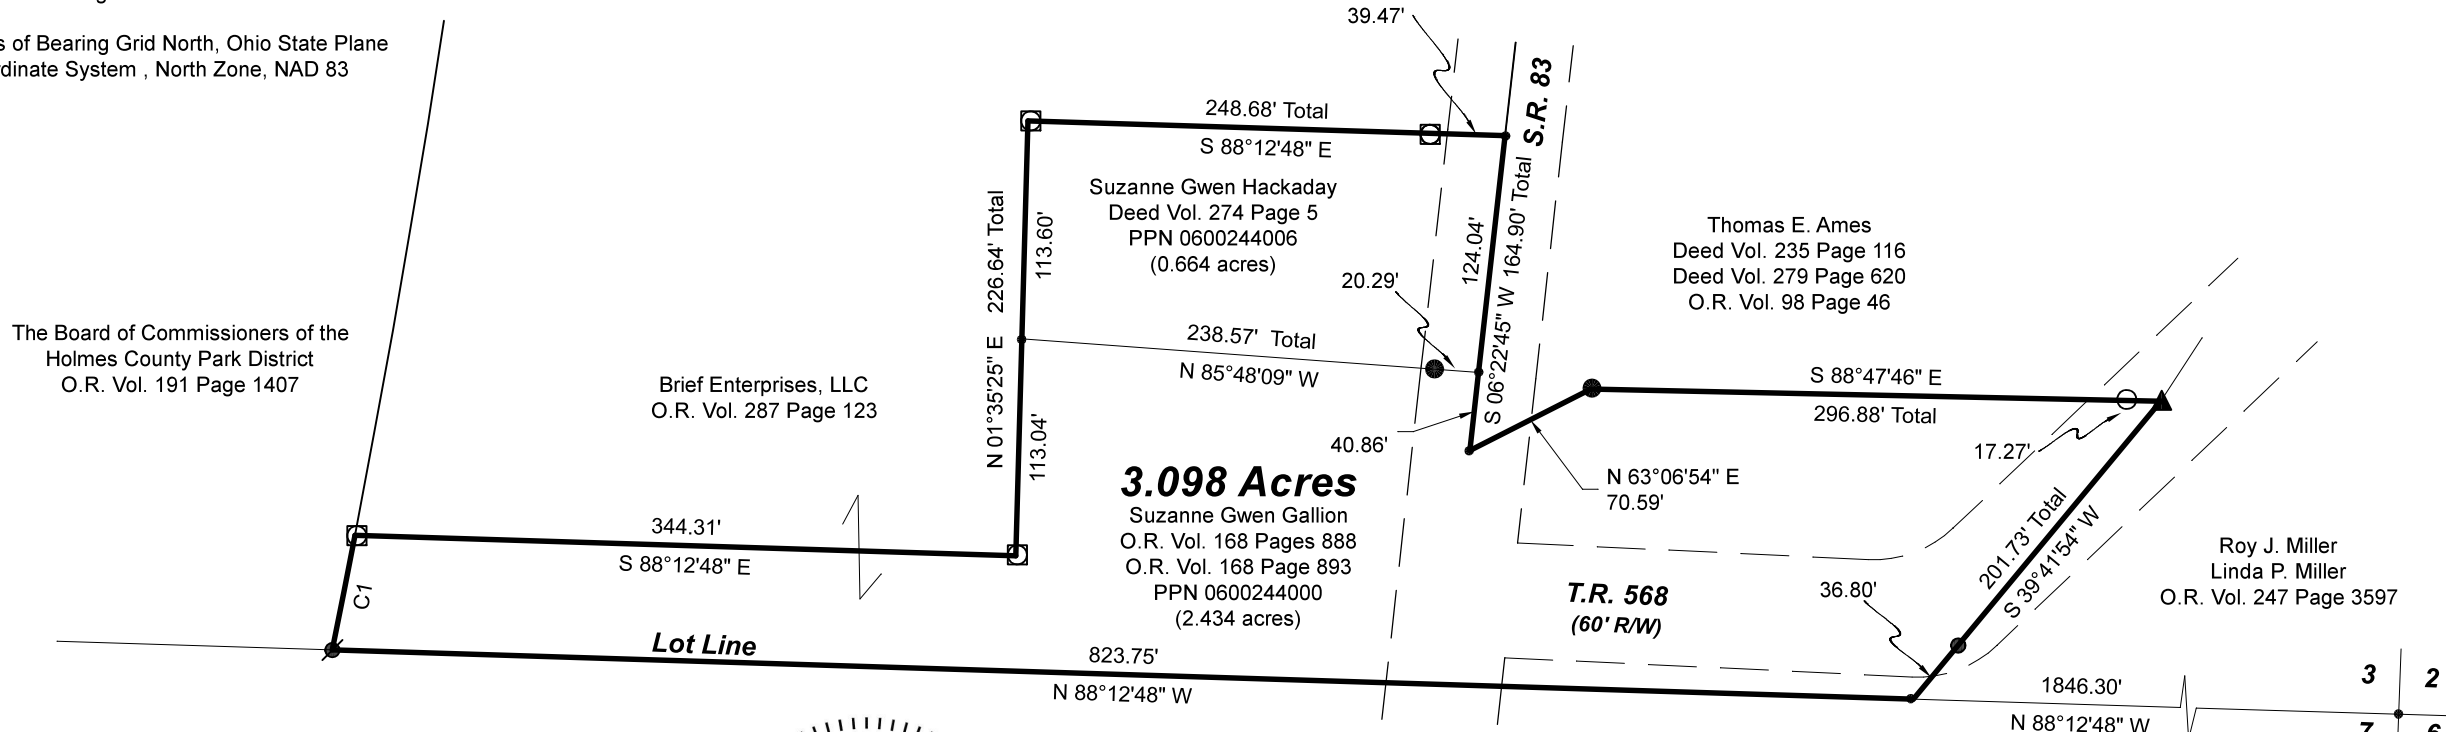 s of Bearing Grid North, Ohio State Plane
dinate System , North Zone, NAD 83
39.47'
S.R. 83
248.68' Total
S 88°12'48" E
Suzanne Gwen Hackaday
Deed Vol. 274 Page 5
PPN 0600244006
(0.664 acres)
N 01°35'25" E 226.64' Total
113.60'
113.04'
124.04'
S 06°22'45" W 164.90' Total
20.29'
238.57' Total
N 85°48'09" W
40.86'
Thomas E. Ames
Deed Vol. 235 Page 116
Deed Vol. 279 Page 620
O.R. Vol. 98 Page 46
The Board of Commissioners of the
Holmes County Park District
O.R. Vol. 191 Page 1407
Brief Enterprises, LLC
O.R. Vol. 287 Page 123
S 88°47'46" E
296.88' Total
17.27'
N 63°06'54" E
70.59'
3.098 Acres
Suzanne Gwen Gallion
O.R. Vol. 168 Pages 888
O.R. Vol. 168 Page 893
PPN 0600244000
(2.434 acres)
344.31'
S 88°12'48" E
C1
T.R. 568
(60' R/W)
36.80'
201.73' Total
S 39°41'54" W
Roy J. Miller
Linda P. Miller
O.R. Vol. 247 Page 3597
Lot Line
823.75'
N 88°12'48" W
1846.30'
N 88°12'48" W
3
2
7